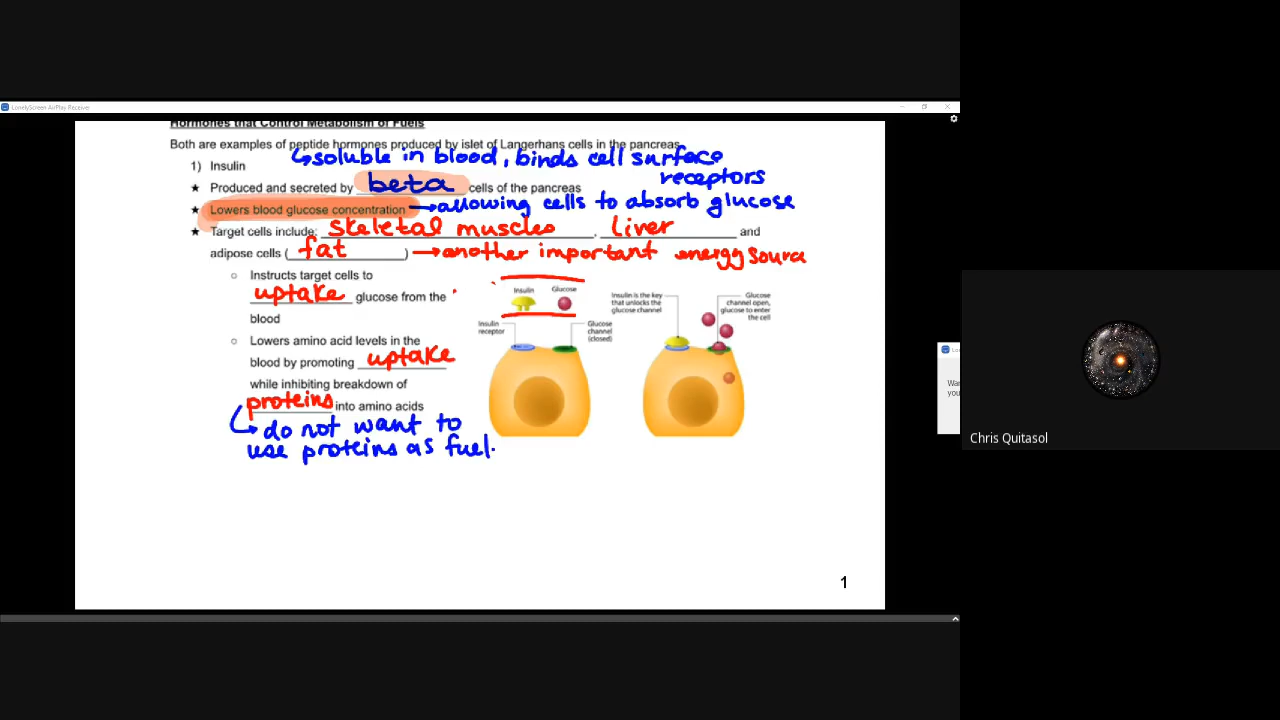 LonelyScreen AirPlay Receiver
Hormones that Control Metabolism of Fuels
Both are examples of peptide hormones produced by islet of Langerhans cells in the pancreas
↳soluble in blood, binds cell surface
receptors
1) Insulin
★ Produced and secreted by beta cells of the pancreas
★ Lowers blood glucose concentration →allowing cells to absorb glucose
★ Target cells include: skeletal muscles, liver and
adipose cells (fat) →another important energy source
○ Instructs target cells to
uptake glucose from the
blood
○ Lowers amino acid levels in the
blood by promoting uptake
while inhibiting breakdown of
proteins into amino acids
↳ do not want to
use proteins as fuel.
Insulin
Glucose
Insulin
receptor
Glucose
channel
(closed)
Insulin is the key
that unlocks the
glucose channel
Glucose
channel open,
glucose to enter
the cell
1
Chris Quitasol